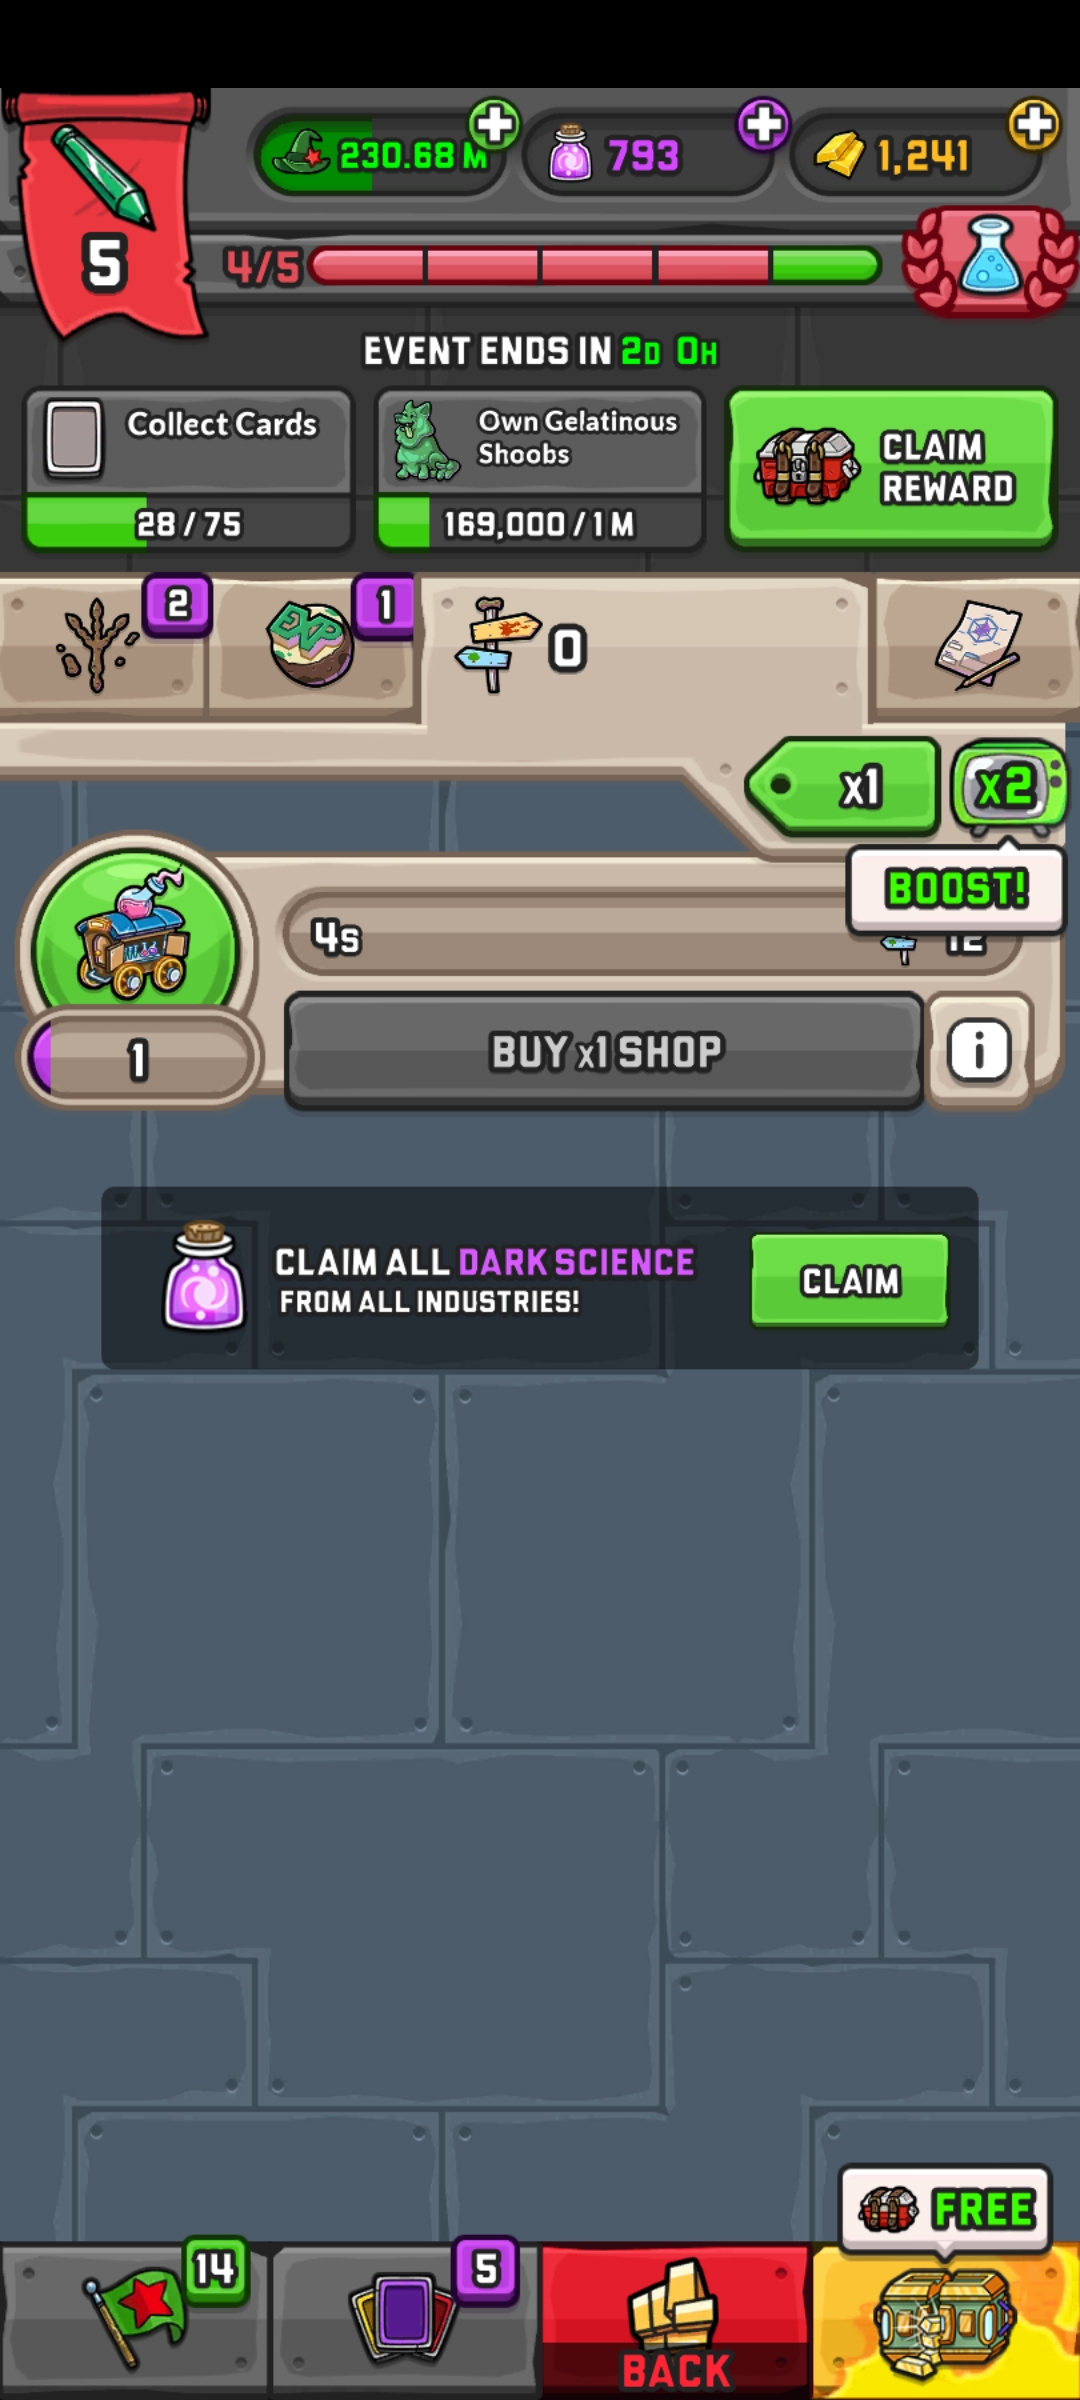 230.68 M
793
1,241
5
4/5
EVENT ENDS IN 2D 0H
Collect Cards
28 / 75
Own Gelatinous
Shoobs
169,000 / 1 M
CLAIM
REWARD
2
EXP
1
0
x1
x2
BOOST!
4s
12
1
BUY x1 SHOP
i
CLAIM ALL DARK SCIENCE
FROM ALL INDUSTRIES!
CLAIM
FREE
14
5
BACK